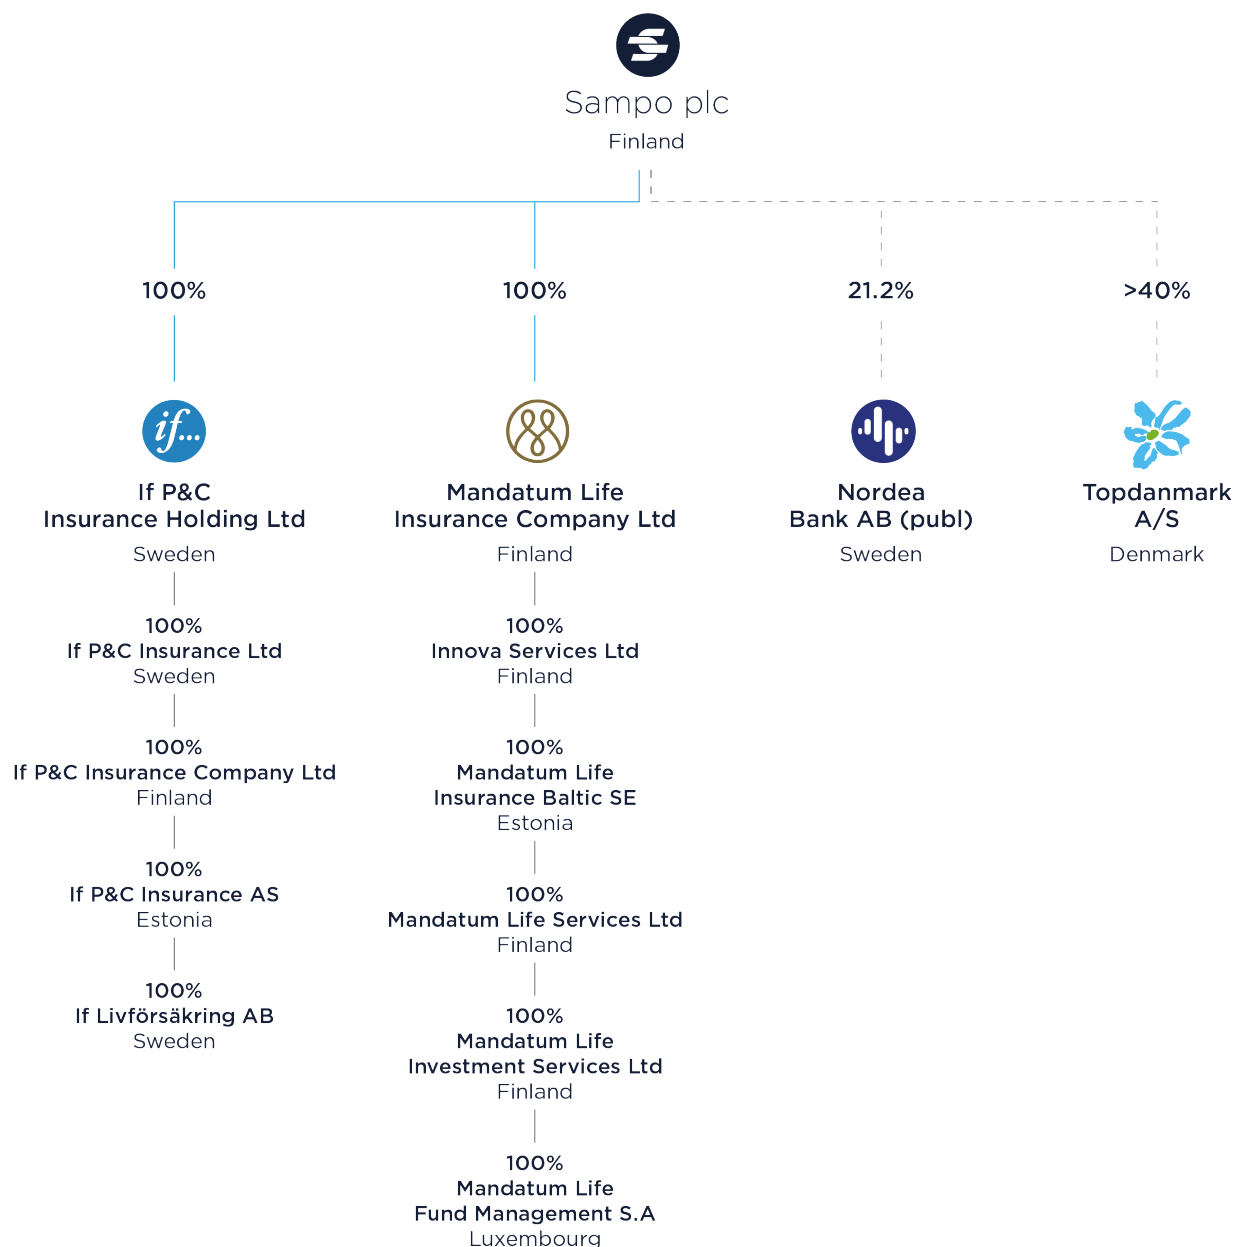 Sampo plc
Finland
100%
100%
21.2%
>40%
if...
If P&C
Insurance Holding Ltd
Sweden
Mandatum Life
Insurance Company Ltd
Finland
Nordea
Bank AB (publ)
Sweden
Topdanmark
A/S
Denmark
100%
If P&C Insurance Ltd
Sweden
100%
If P&C Insurance Company Ltd
Finland
100%
If P&C Insurance AS
Estonia
100%
If Livförsäkring AB
Sweden
100%
Innova Services Ltd
Finland
100%
Mandatum Life
Insurance Baltic SE
Estonia
100%
Mandatum Life Services Ltd
Finland
100%
Mandatum Life
Investment Services Ltd
Finland
100%
Mandatum Life
Fund Management S.A
Luxembourg